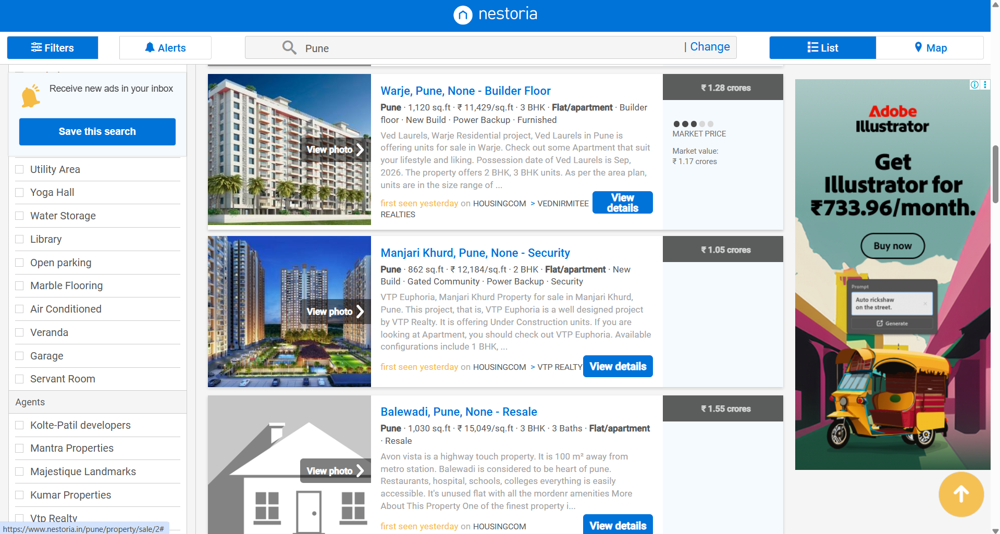 nestoria
Filters
Alerts
Pune
| Change
List
Map
Receive new ads in your inbox
Save this search
Utility Area
Yoga Hall
Water Storage
Library
Open parking
Marble Flooring
Air Conditioned
Veranda
Garage
Servant Room
Agents
Kolte-Patil developers
Mantra Properties
Majestique Landmarks
Kumar Properties
Vtp Realty
https://www.nestoria.in/pune/property/sale/2#
View photo
Warje, Pune, None - Builder Floor
Pune · 1,120 sq.ft · ₹ 11,429/sq.ft · 3 BHK · Flat/apartment · Builder
floor · New Build · Power Backup · Furnished
Ved Laurels, Warje Residential project, Ved Laurels in Pune is
offering units for sale in Warje. Check out some Apartment that suit
your lifestyle and liking. Possession date of Ved Laurels is Sep,
2026. The property offers 2 BHK, 3 BHK units. As per the area plan,
units are in the size range of ...
first seen yesterday on HOUSINGCOM > VEDNIRMITEE
REALTIES
View
details
₹ 1.28 crores
MARKET PRICE
Market value:
₹ 1.17 crores
View photo
Manjari Khurd, Pune, None - Security
Pune · 862 sq.ft · ₹ 12,184/sq.ft · 2 BHK · Flat/apartment · New
Build · Gated Community · Power Backup · Security
VTP Euphoria, Manjari Khurd Property for sale in Manjari Khurd,
Pune. This project, that is, VTP Euphoria is a well designed project
by VTP Realty. It is offering Under Construction units. If you are
looking at Apartment, you should check out VTP Euphoria. Available
configurations include 1 BHK, ...
first seen yesterday on HOUSINGCOM > VTP REALTY
View details
₹ 1.05 crores
View photo
Balewadi, Pune, None - Resale
Pune · 1,030 sq.ft · ₹ 15,049/sq.ft · 3 BHK · 3 Baths · Flat/apartment
· Resale
Avon vista is a highway touch property. It is 100 m² away from
metro station. Balewadi is considered to be heart of pune.
Restaurants, hospital, schools, colleges everything is easily
accessible. It's unused flat with all the mordenr amenities More
About This Property One of the finest property i...
first seen yesterday on HOUSINGCOM
View details
₹ 1.55 crores
Adobe
Illustrator
Get
Illustrator for
₹733.96/month.
Buy now
Prompt
Auto rickshaw
on the street.
Generate